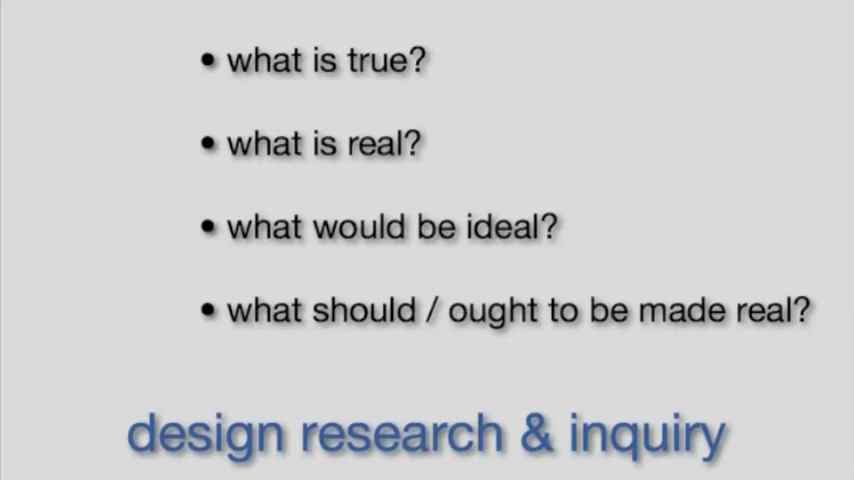 • what is true?
• what is real?
• what would be ideal?
• what should / ought to be made real?
design research & inquiry